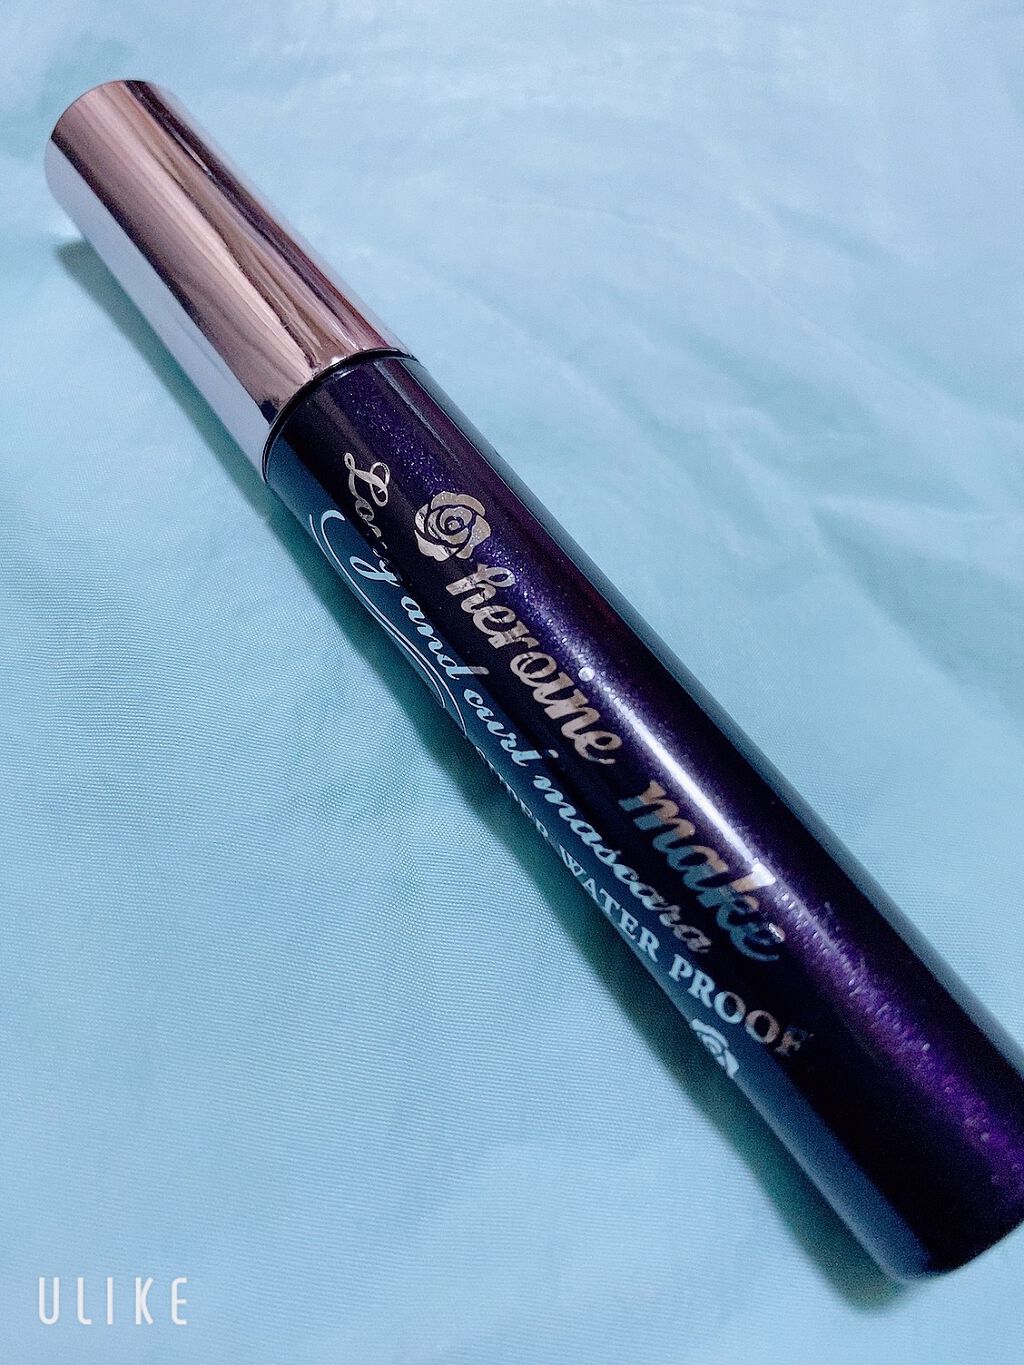 heroine make
Long and curl mascara
SUPER WATER PROOF
ULIKE